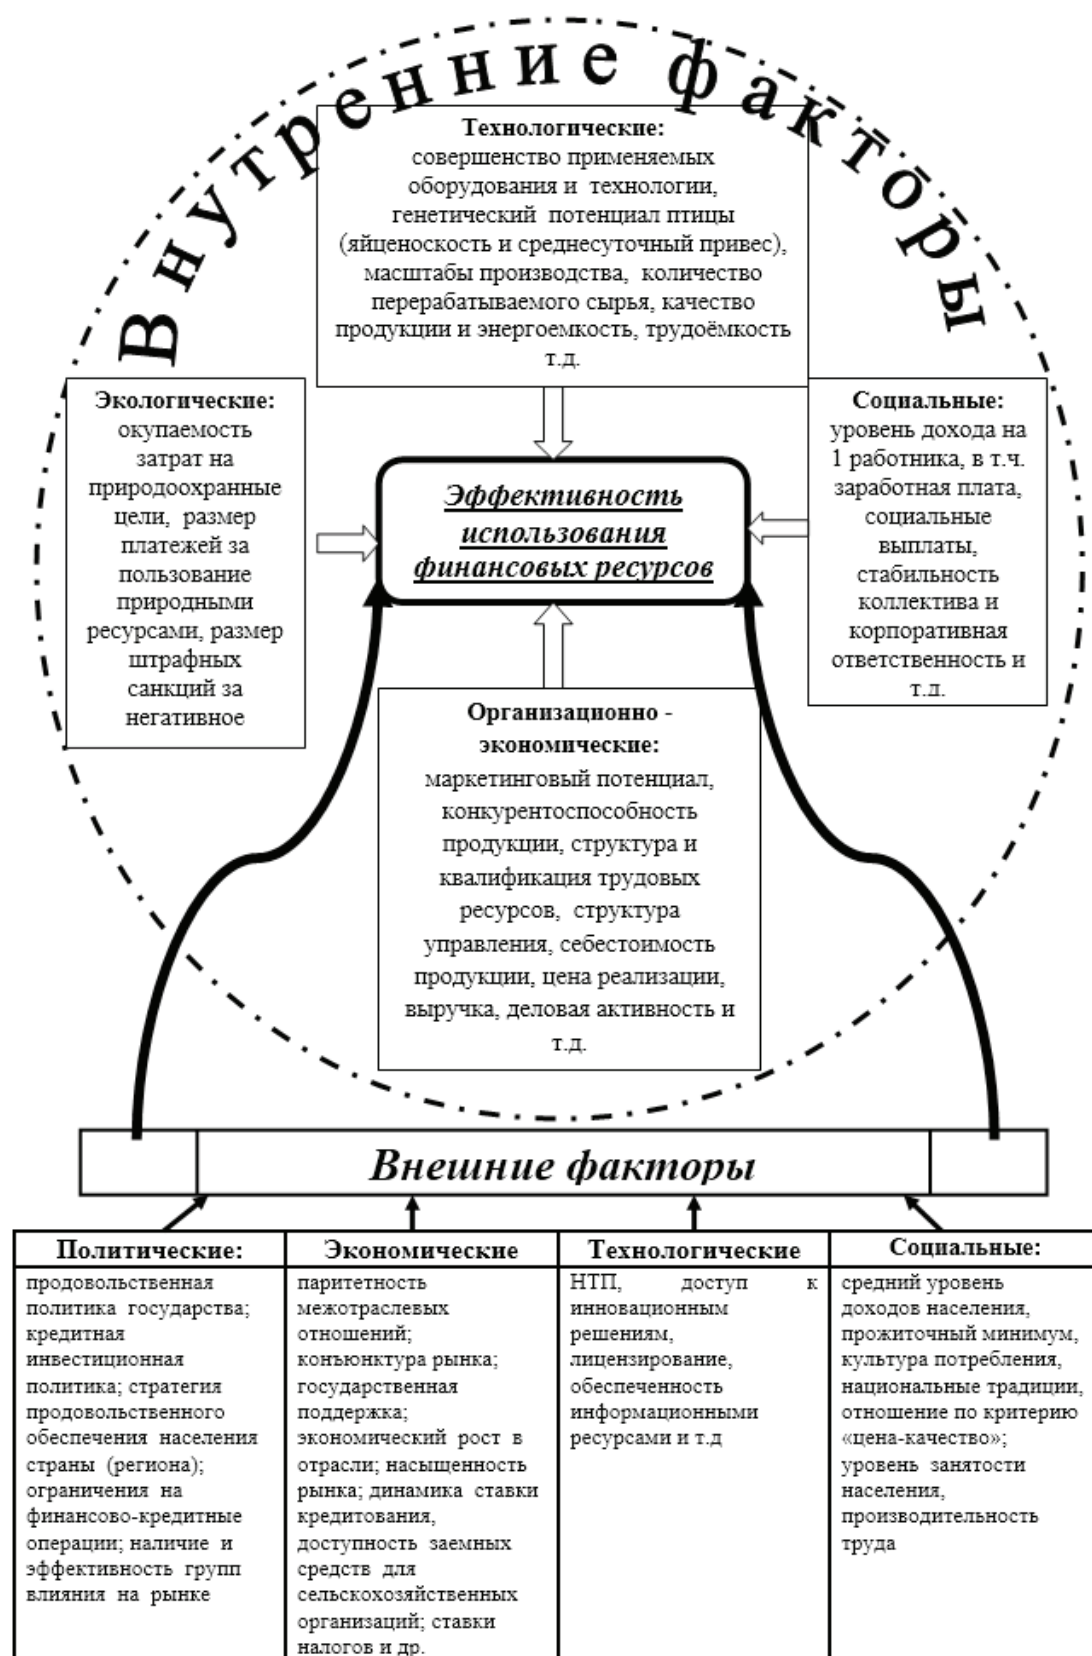 Внутренние факторы
Технологические:
совершенство применяемых
оборудования и технологии,
генетический потенциал птицы
(яйценоскость и среднесуточный привес),
масштабы производства, количество
перерабатываемого сырья, качество
продукции и энергоемкость, трудоёмкость
т.д.
Экологические:
окупаемость
затрат на
природоохранные
цели, размер
платежей за
пользование
природными
ресурсами, размер
штрафных
санкций за
негативное
Эффективность
использования
финансовых ресурсов
Социальные:
уровень дохода на
1 работника, в т.ч.
заработная плата,
социальные
выплаты,
стабильность
коллектива и
корпоративная
ответственность и
т.д.
Организационно -
экономические:
маркетинговый потенциал,
конкурентоспособность
продукции, структура и
квалификация трудовых
ресурсов, структура
управления, себестоимость
продукции, цена реализации,
выручка, деловая активность и
т.д.
Внешние факторы
Политические:
продовольственная
политика государства;
кредитная
инвестиционная
политика; стратегия
продовольственного
обеспечения населения
страны (региона);
ограничения на
финансово-кредитные
операции; наличие и
эффективность групп
влияния на рынке
Экономические
паритетность
межотраслевых
отношений;
конъюнктура рынка;
государственная
поддержка;
экономический рост в
отрасли; насыщенность
рынка; динамика ставки
кредитования,
доступность заемных
средств для
сельскохозяйственных
организаций; ставки
налогов и др.
Технологические
НТП, доступ к
инновационным
решениям,
лицензирование,
обеспеченность
информационными
ресурсами и т.д
Социальные:
средний уровень
доходов населения,
прожиточный минимум,
культура потребления,
национальные традиции,
отношение по критерию
«цена-качество»;
уровень занятости
населения,
производительность
труда